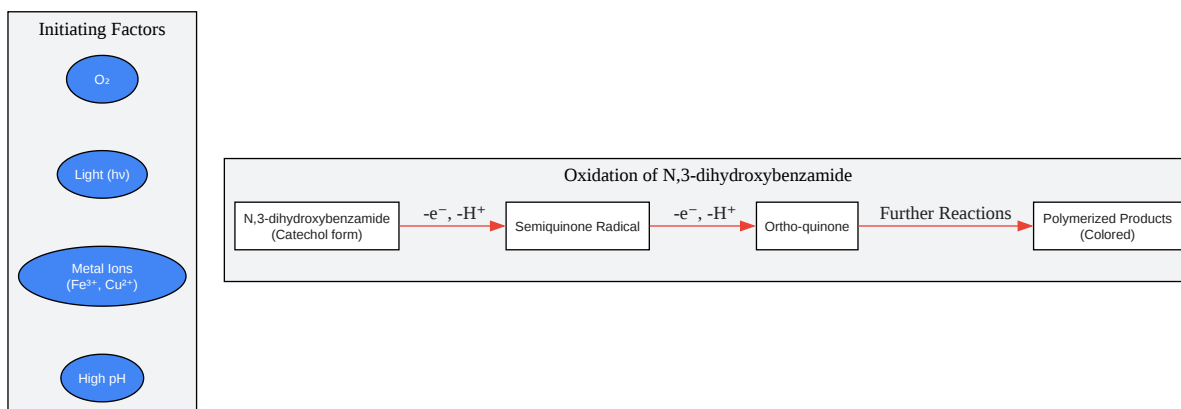 Initiating Factors
O₂
Light (hν)
Metal Ions
(Fe³⁺, Cu²⁺)
High pH
Oxidation of N,3-dihydroxybenzamide
N,3-dihydroxybenzamide
(Catechol form)
-e⁻, -H⁺
Semiquinone Radical
-e⁻, -H⁺
Ortho-quinone
Further Reactions
Polymerized Products
(Colored)